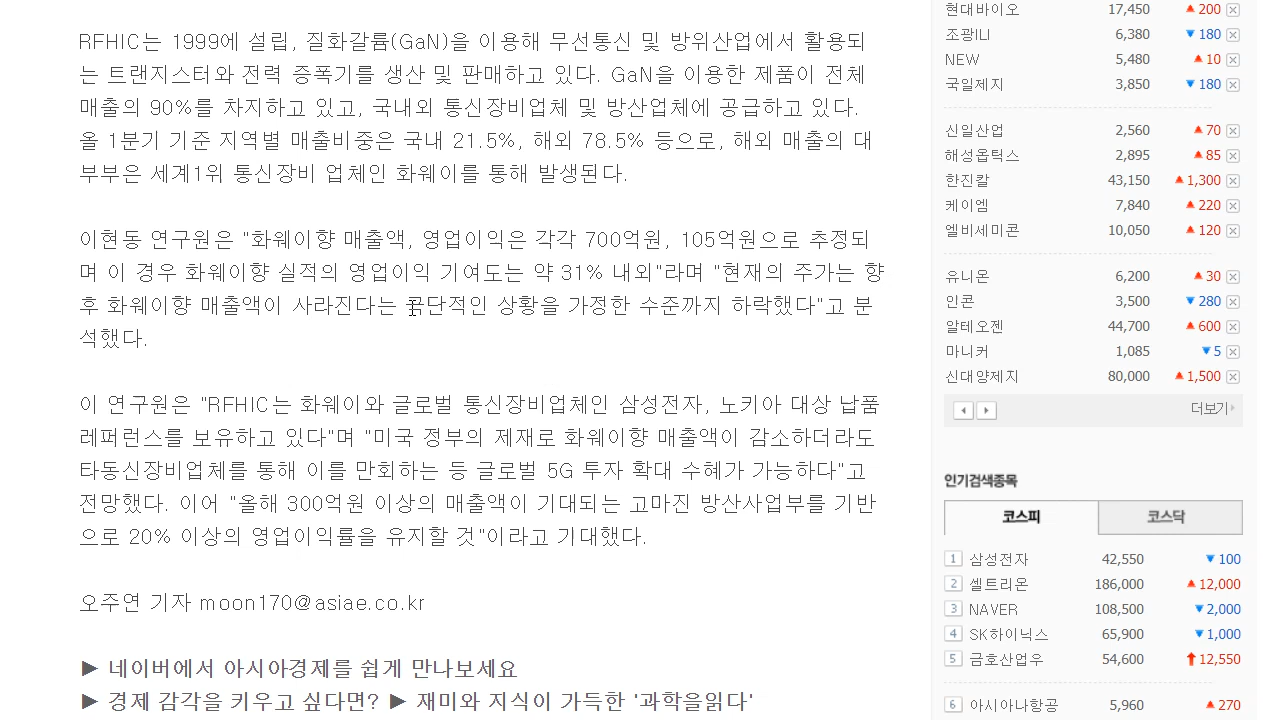 RFHIC는 1999에 설립, 질화갈륨(GaN)을 이용해 무선통신 및 방위산업에서 활용되
는 트랜지스터와 전력 증폭기를 생산 및 판매하고 있다. GaN을 이용한 제품이 전체
매출의 90%를 차지하고 있고, 국내외 통신장비업체 및 방산업체에 공급하고 있다.
올 1분기 기준 지역별 매출비중은 국내 21.5%, 해외 78.5% 등으로, 해외 매출의 대
부부은 세계1위 통신장비 업체인 화웨이를 통해 발생된다.
이현동 연구원은 "화웨이향 매출액, 영업이익은 각각 700억원, 105억원으로 추정되
며 이 경우 화웨이향 실적의 영업이익 기여도는 약 31% 내외"라며 "현재의 주가는 향
후 화웨이향 매출액이 사라진다는 극단적인 상황을 가정한 수준까지 하락했다"고 분
석했다.
이 연구원은 "RFHIC는 화웨이와 글로벌 통신장비업체인 삼성전자, 노키아 대상 납품
레퍼런스를 보유하고 있다"며 "미국 정부의 제재로 화웨이향 매출액이 감소하더라도
타동신장비업체를 통해 이를 만회하는 등 글로벌 5G 투자 확대 수혜가 가능하다"고
전망했다. 이어 "올해 300억원 이상의 매출액이 기대되는 고마진 방산사업부를 기반
으로 20% 이상의 영업이익률을 유지할 것"이라고 기대했다.
오주연 기자 moon170@asiae.co.kr
▶ 네이버에서 아시아경제를 쉽게 만나보세요
▶ 경제 감각을 키우고 싶다면? ▶ 재미와 지식이 가득한 '과학을읽다'
현대바이오 17,450 ▲200
조광ILI 6,380 ▼180
NEW 5,480 ▲10
국일제지 3,850 ▼180
신일산업 2,560 ▲70
해성옵틱스 2,895 ▲85
한진칼 43,150 ▲1,300
케이엠 7,840 ▲220
엘비세미콘 10,050 ▲120
유니온 6,200 ▲30
인콘 3,500 ▼280
알테오젠 44,700 ▲600
마니커 1,085 ▼5
신대양제지 80,000 ▲1,500
더보기
인기검색종목
코스피 코스닥
1 삼성전자 42,550 ▼100
2 셀트리온 186,000 ▲12,000
3 NAVER 108,500 ▼2,000
4 SK하이닉스 65,900 ▼1,000
5 금호산업우 54,600 ↑12,550
6 아시아나항공 5,960 ▲270